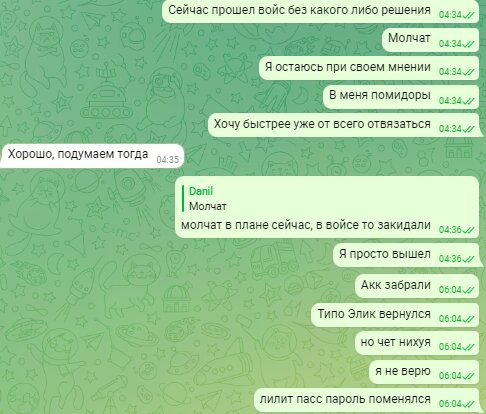 Сейчас прошел войс без какого либо решения 04:34
Молчат 04:34
Я остаюсь при своем мнении 04:34
В меня помидоры 04:34
Хочу быстрее уже от всего отвязаться 04:34
Хорошо, подумаем тогда 04:35
Danil
Молчат
молчат в плане сейчас, в войсе то закидали 04:36
Я просто вышел 04:36
Акк забрали 06:04
Типо Элик вернулся 06:04
но чет нихуя 06:04
я не верю 06:04
лилит пасс пароль поменялся 06:04